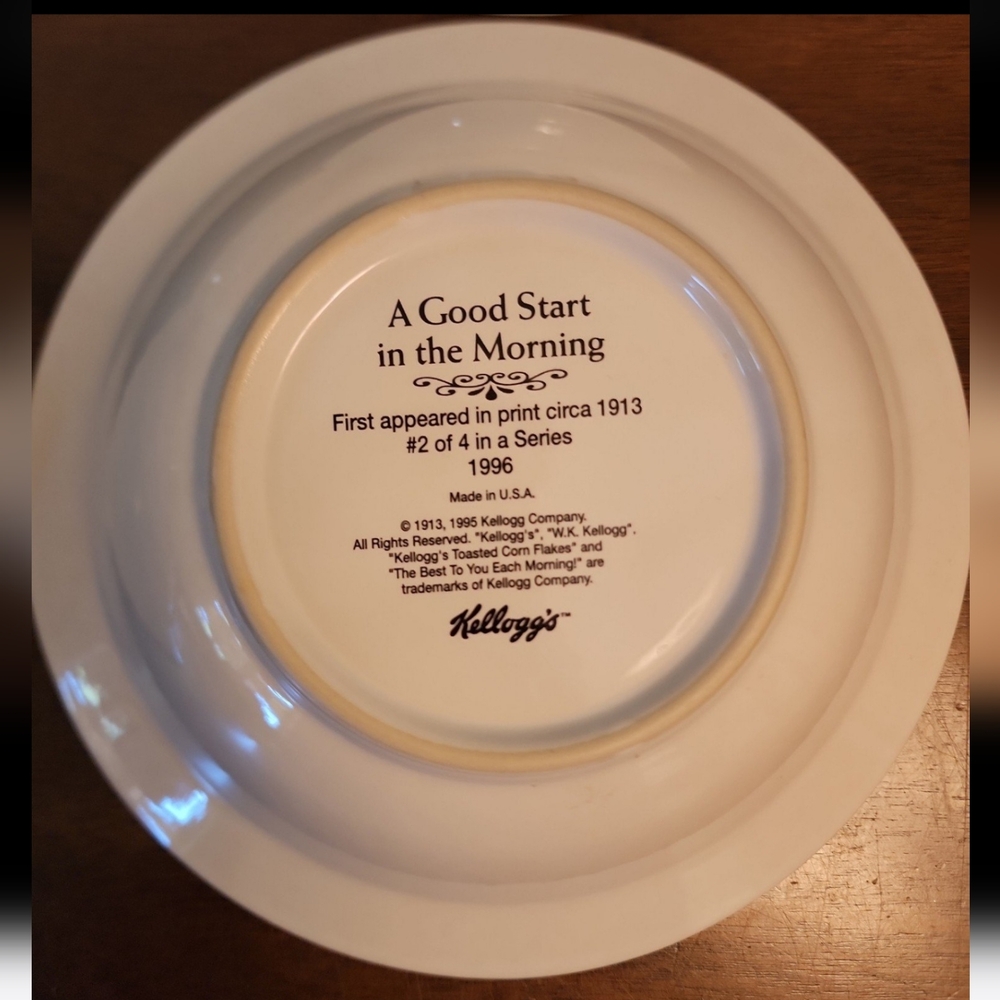 A Good Start
in the Morning
First appeared in print circa 1913
#2 of 4 in a Series
1996
Made in U.S.A.
© 1913, 1995 Kellogg Company.
All Rights Reserved. "Kellogg's", "W.K. Kellogg",
"Kellogg's Toasted Corn Flakes" and
"The Best To You Each Morning!" are
trademarks of Kellogg Company.
Kellogg's™